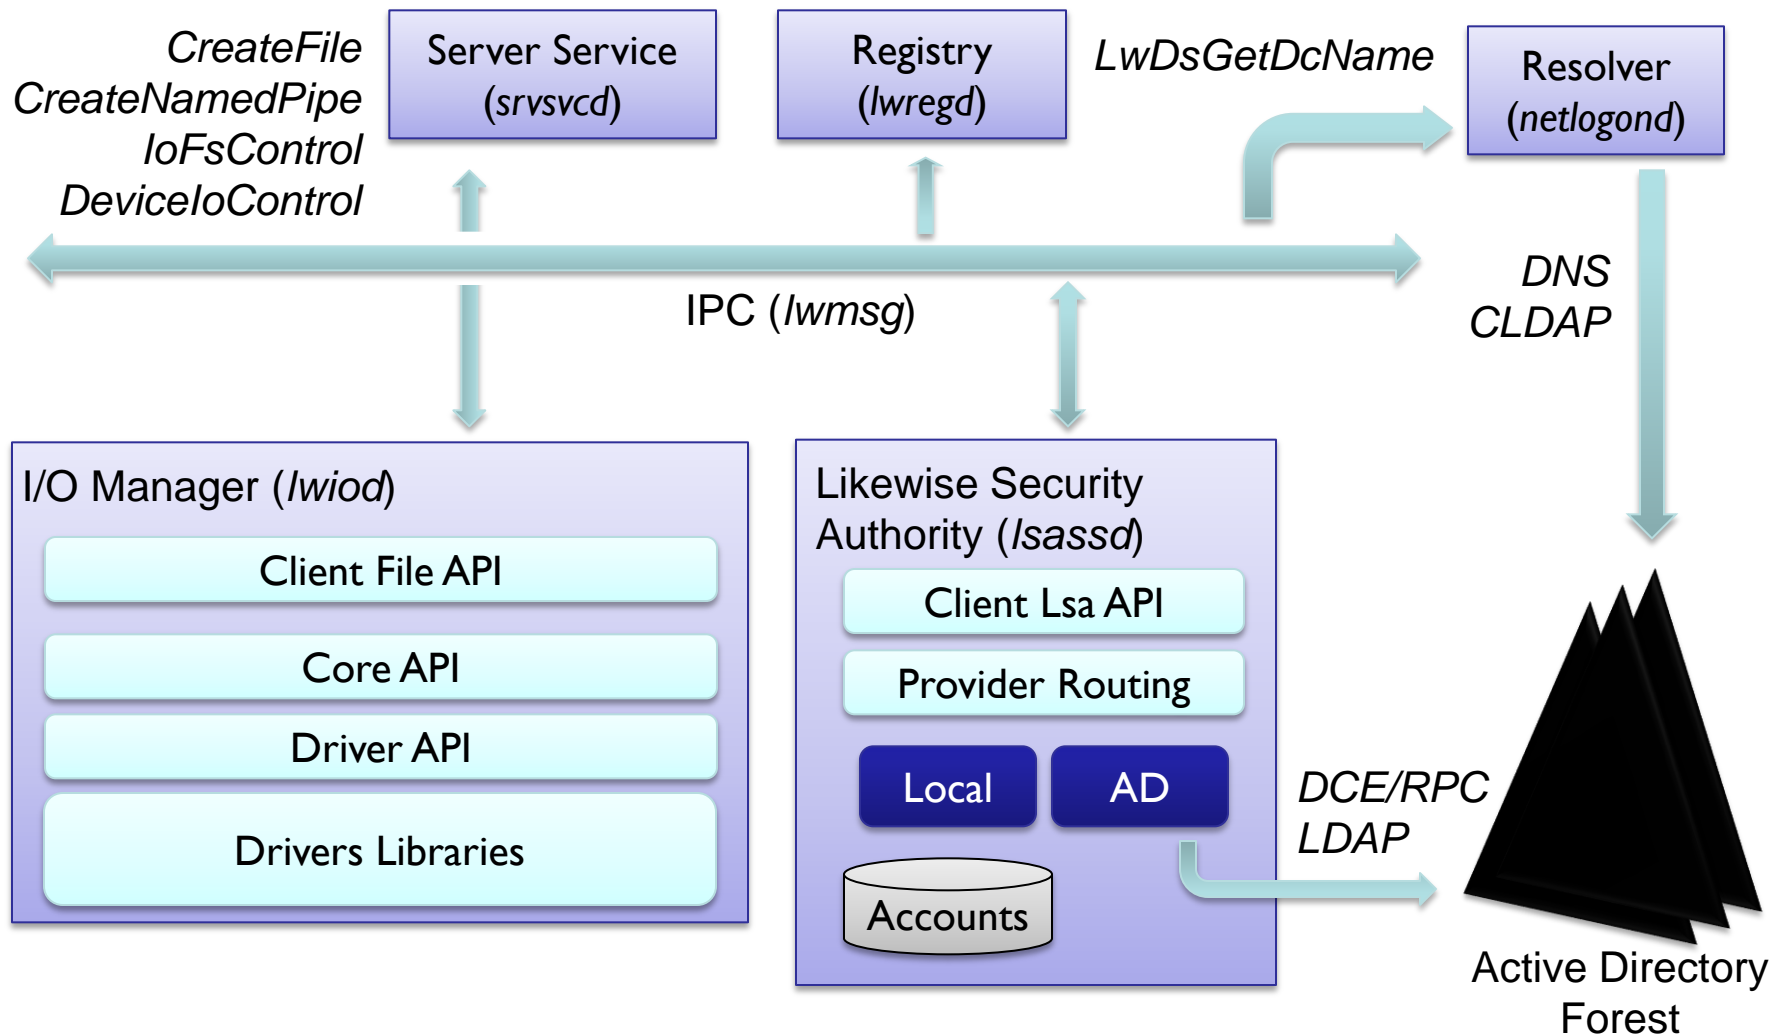 CreateFile
CreateNamedPipe
IoFsControl
DeviceIoControl
Server Service
(srvsvcd)
Registry
(lwregd)
LwDsGetDcName
Resolver
(netlogond)
DNS
CLDAP
IPC (lwmsg)
I/O Manager (lwiod)
Client File API
Core API
Driver API
Drivers Libraries
Likewise Security
Authority (lsassd)
Client Lsa API
Provider Routing
Local
AD
Accounts
DCE/RPC
LDAP
Active Directory
Forest